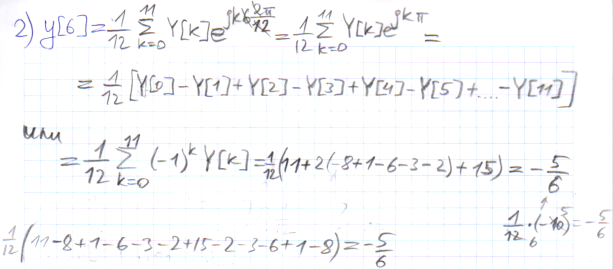 2) y[6] = 1/12 ∑_{k=0}^{11} Y[k] e^{jk6 2π/12} = 1/12 ∑_{k=0}^{11} Y[k] e^{jkπ} =
= 1/12 [Y[0] - Y[1] + Y[2] - Y[3] + Y[4] - Y[5] + .... - Y[11]]
или
= 1/12 ∑_{k=0}^{11} (-1)^k Y[k] = 1/12 (11+2(-8+1-6-3-2)+15) = -5/6
1/12 · (-10) = -5/6
1/12 (11-8+1-6-3-2+15-2-3-6+1-8) = -5/6